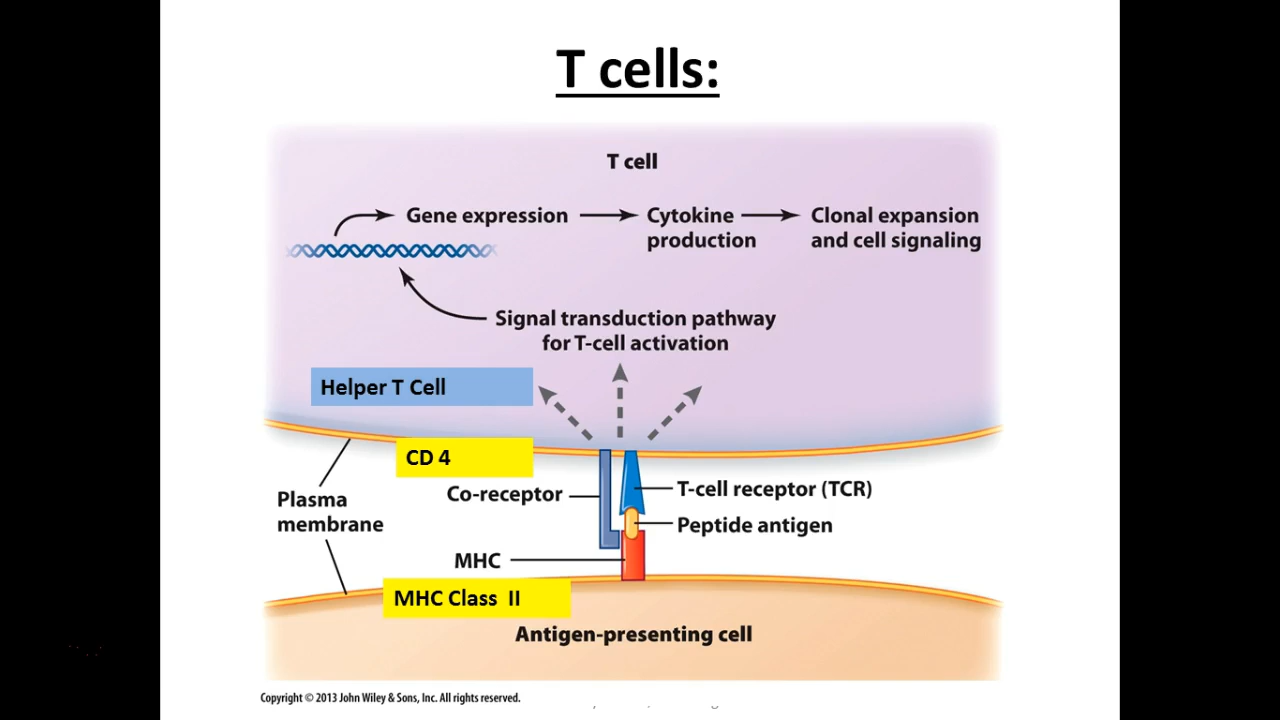 T cells:
T cell
Gene expression
Cytokine
production
Clonal expansion
and cell signaling
Signal transduction pathway
for T-cell activation
Helper T Cell
CD 4
Co-receptor
T-cell receptor (TCR)
Plasma
membrane
Peptide antigen
MHC
MHC Class II
Antigen-presenting cell
Copyright © 2013 John Wiley & Sons, Inc. All rights reserved.